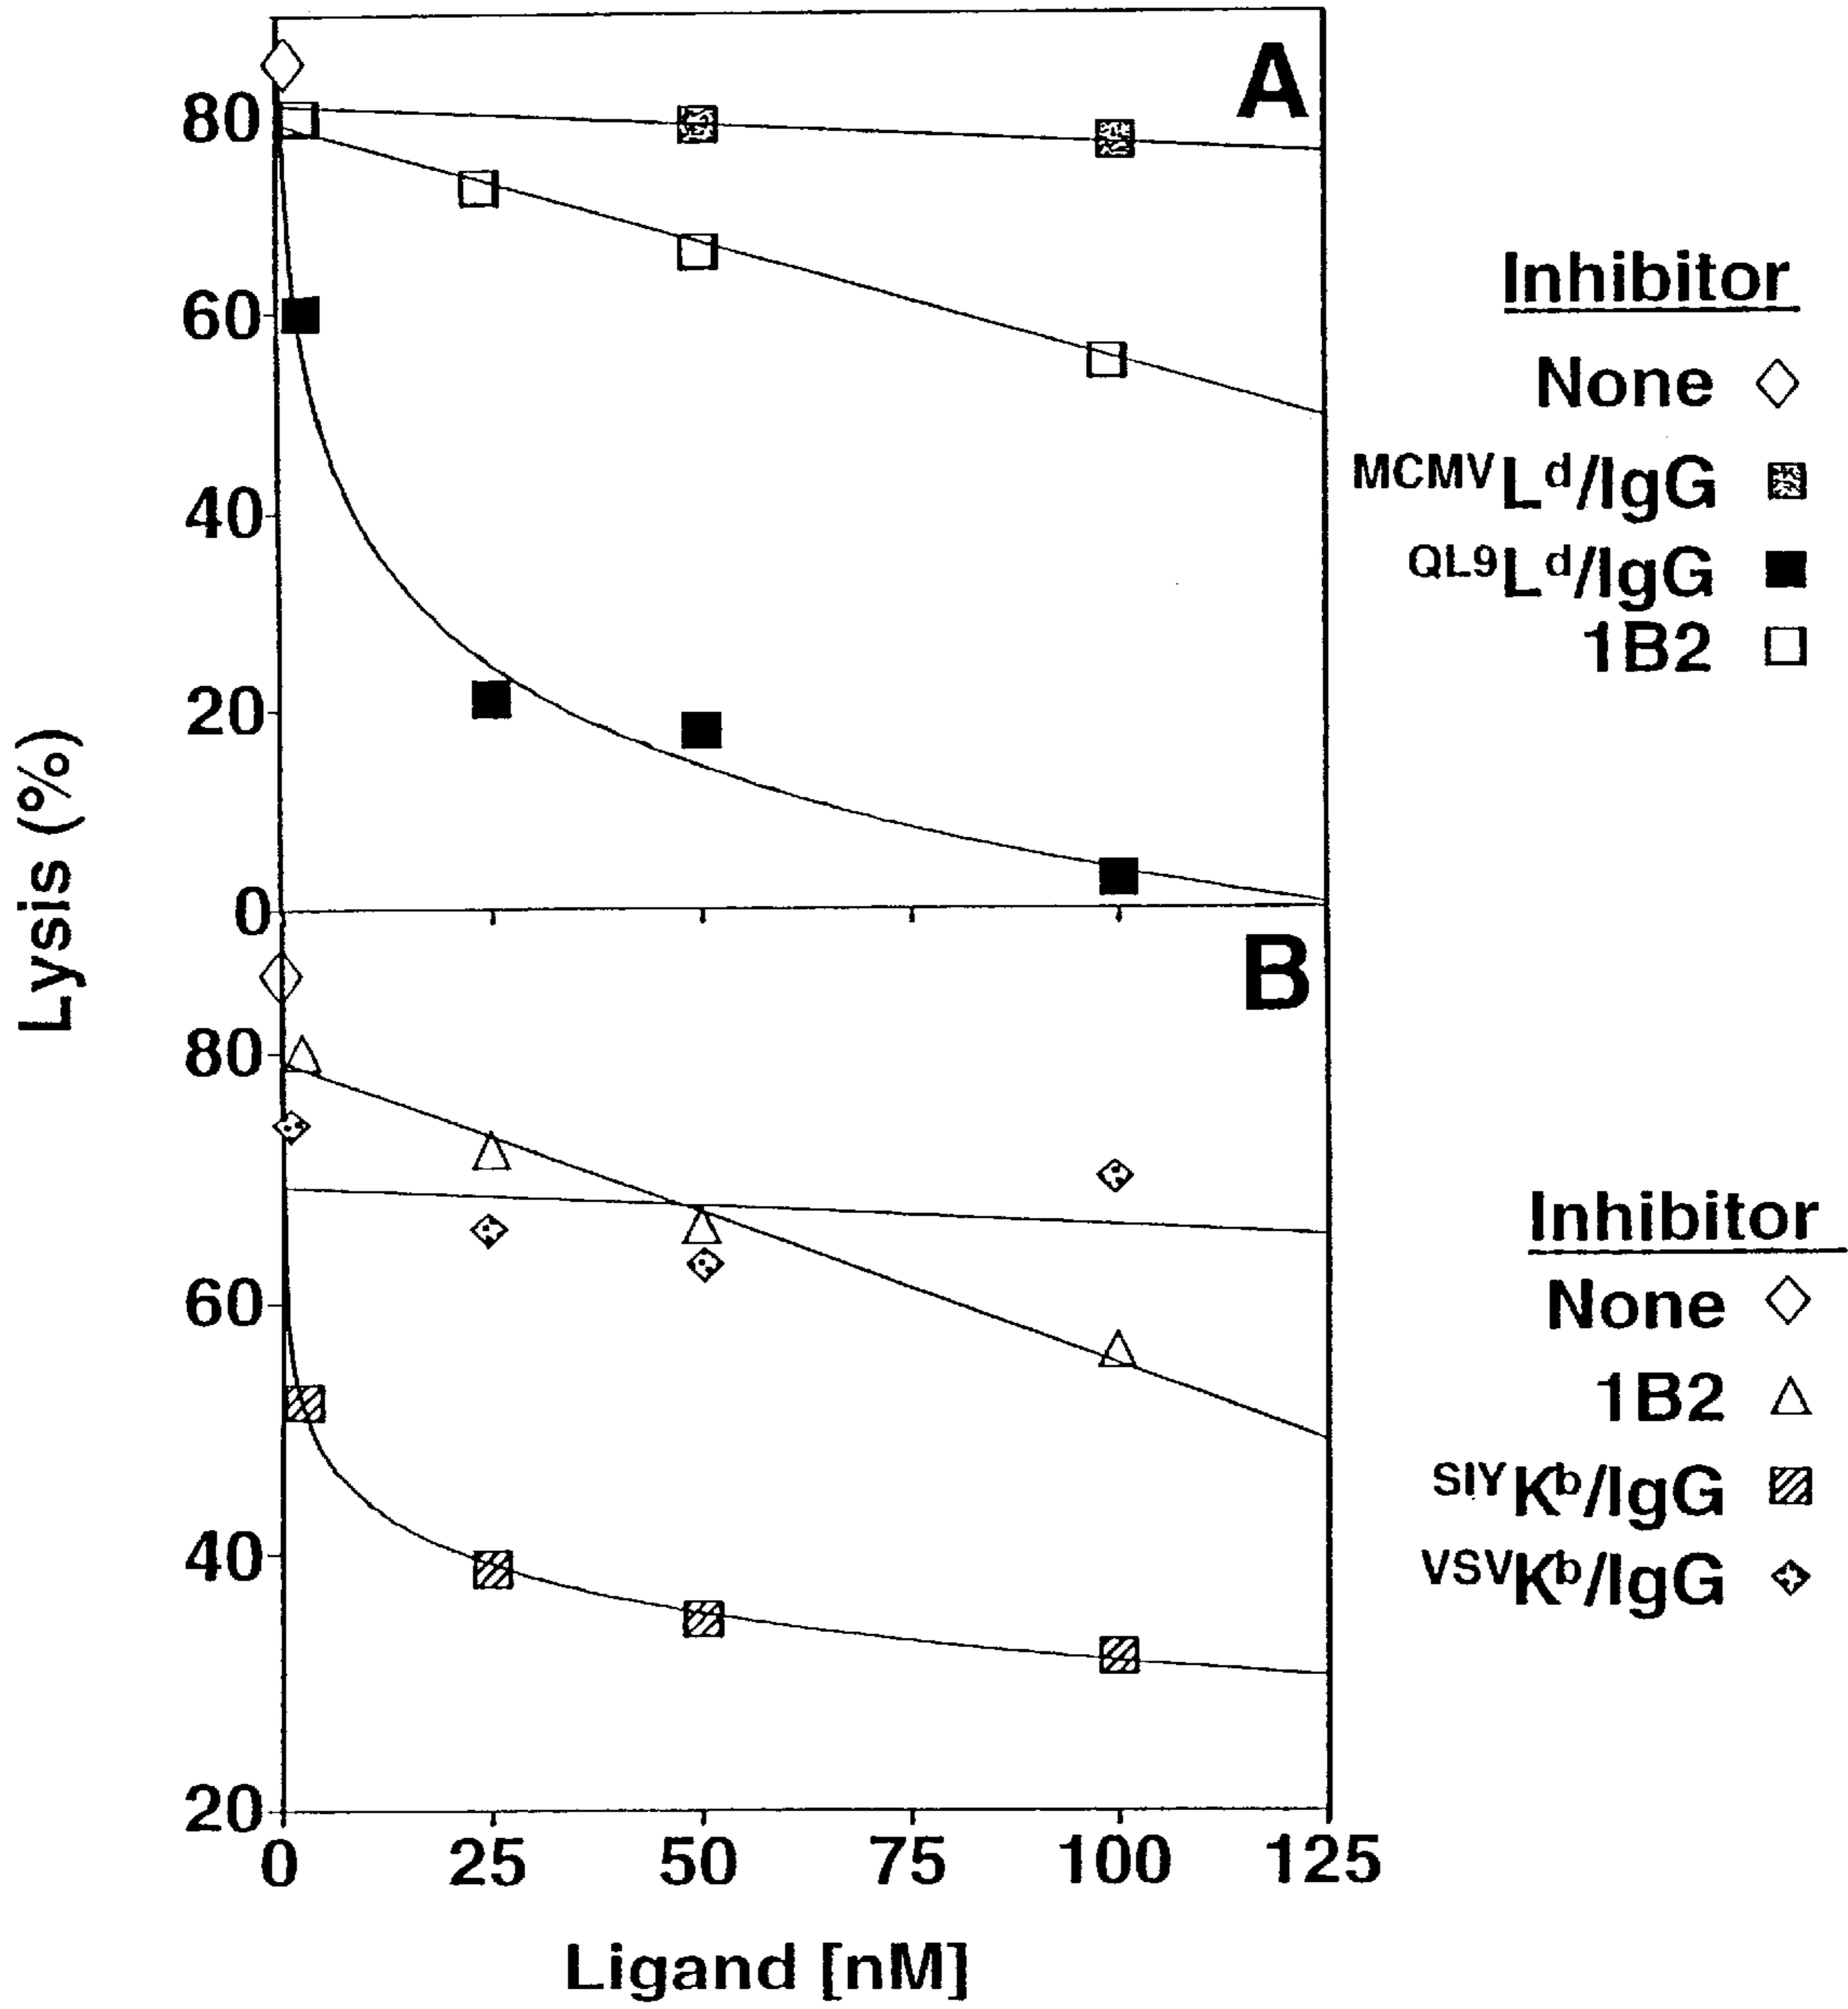 A
80
60
40
20
0
Inhibitor
None
MCMVLd/IgG
QL9Ld/IgG
1B2
Lysis (%)
B
80
60
40
20
0 25 50 75 100 125
Ligand [nM]
Inhibitor
None
1B2
SIYKb/IgG
VSVKb/IgG